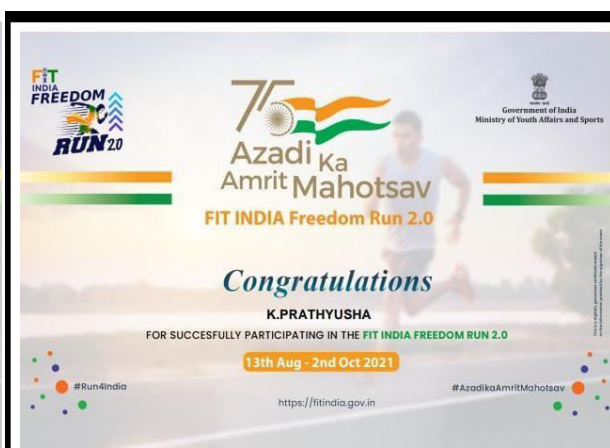 FIT
INDIA
FREEDOM
RUN 2.0
75
Azadi Ka
Amrit Mahotsav
FIT INDIA Freedom Run 2.0
Government of India
Ministry of Youth Affairs and Sports
Congratulations
K.PRATHYUSHA
FOR SUCCESFULLY PARTICIPATING IN THE FIT INDIA FREEDOM RUN 2.0
13th Aug - 2nd Oct 2021
#Run4India
#AzadikaAmritMahotsav
https://fitindia.gov.in